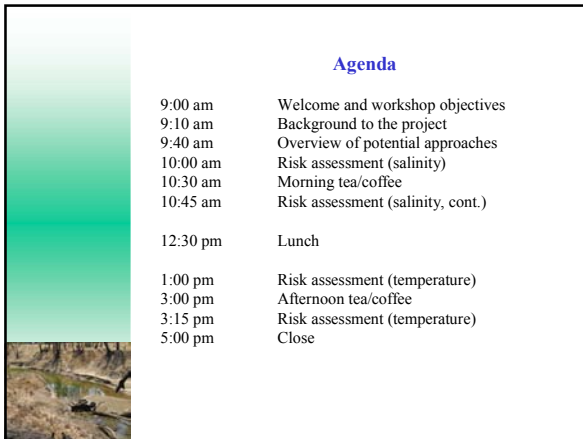 Agenda
9:00 am Welcome and workshop objectives
9:10 am Background to the project
9:40 am Overview of potential approaches
10:00 am Risk assessment (salinity)
10:30 am Morning tea/coffee
10:45 am Risk assessment (salinity, cont.)
12:30 pm Lunch
1:00 pm Risk assessment (temperature)
3:00 pm Afternoon tea/coffee
3:15 pm Risk assessment (temperature)
5:00 pm Close